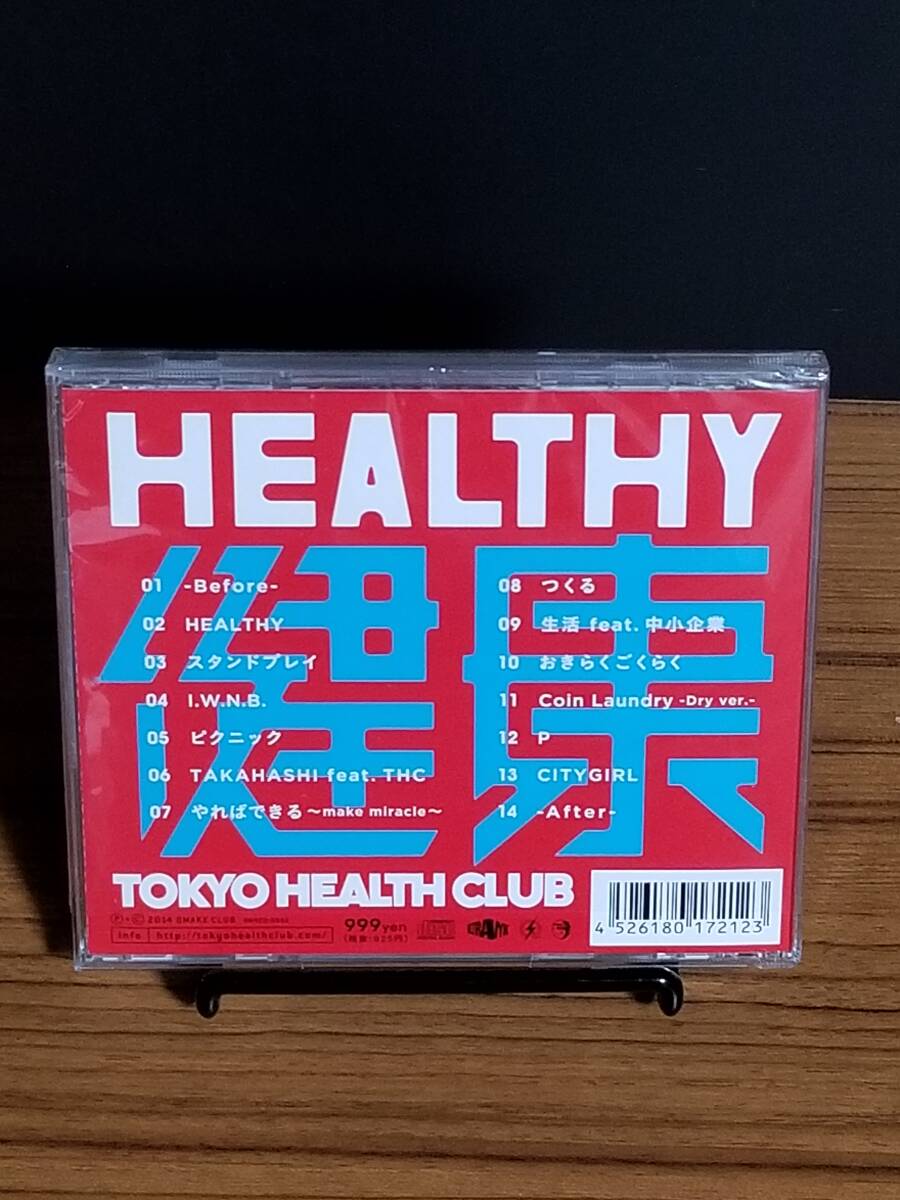 HEALTHY
健康
01 -Before-
02 HEALTHY
03 スタンドプレイ
04 I.W.N.B.
05 ピクニック
06 TAKAHASHI feat. THC
07 やればできる 〜make miracle〜
08 つくる
09 生活 feat. 中小企業
10 おきらくごくらく
11 Coin Laundry -Dry ver.-
12 P
13 CITYGIRL
14 -After-
TOKYO HEALTH CLUB
Ⓟ+© 2014 OMAKE CLUB
999yen
info http://tokyohealthclub.com/
4 526180 172123